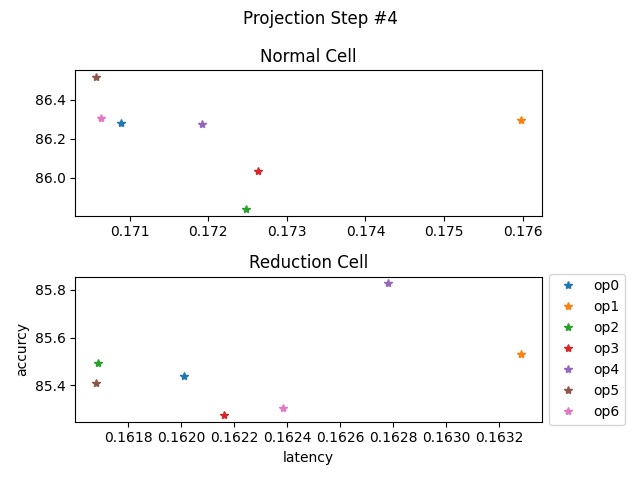 Projection Step #4
Normal Cell
86.4
86.2
86.0
0.171 0.172 0.173 0.174 0.175 0.176
Reduction Cell
85.8
85.6
85.4
accurcy
0.1618 0.1620 0.1622 0.1624 0.1626 0.1628 0.1630 0.1632
latency
op0
op1
op2
op3
op4
op5
op6